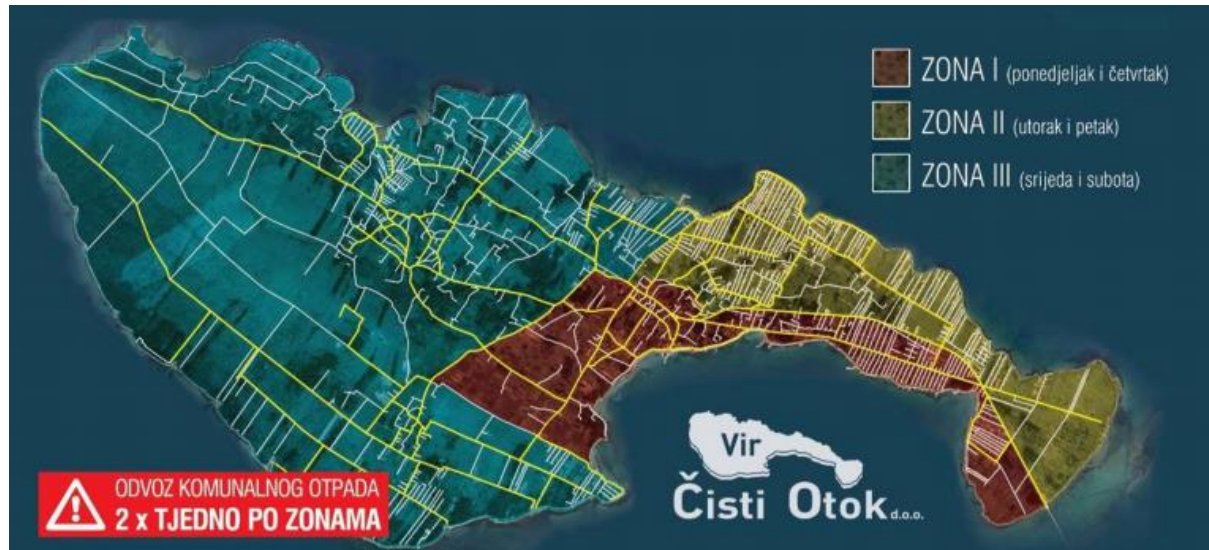 ZONA I (ponedjeljak i četvrtak)
ZONA II (utorak i petak)
ZONA III (srijeda i subota)
Vir
Čisti Otok d.o.o.
ODVOZ KOMUNALNOG OTPADA
2 x TJEDNO PO ZONAMA